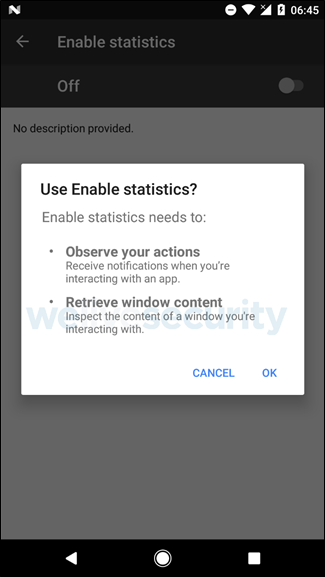 06:45
Enable statistics
Off
No description provided.
Use Enable statistics?
Enable statistics needs to:
• Observe your actions
Receive notifications when you're
interacting with an app.
• Retrieve window content
Inspect the content of a window you're
interacting with.
we security
CANCEL OK